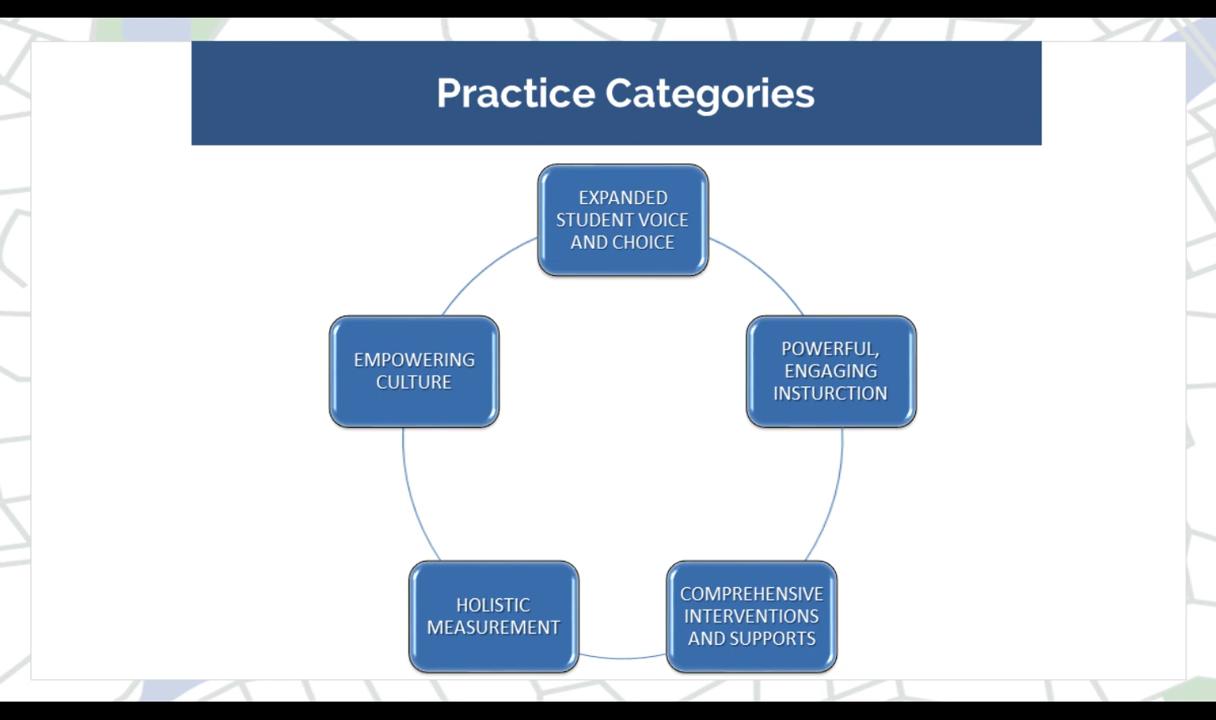 Practice Categories
EXPANDED
STUDENT VOICE
AND CHOICE
POWERFUL,
ENGAGING
INSTURCTION
COMPREHENSIVE
INTERVENTIONS
AND SUPPORTS
HOLISTIC
MEASUREMENT
EMPOWERING
CULTURE